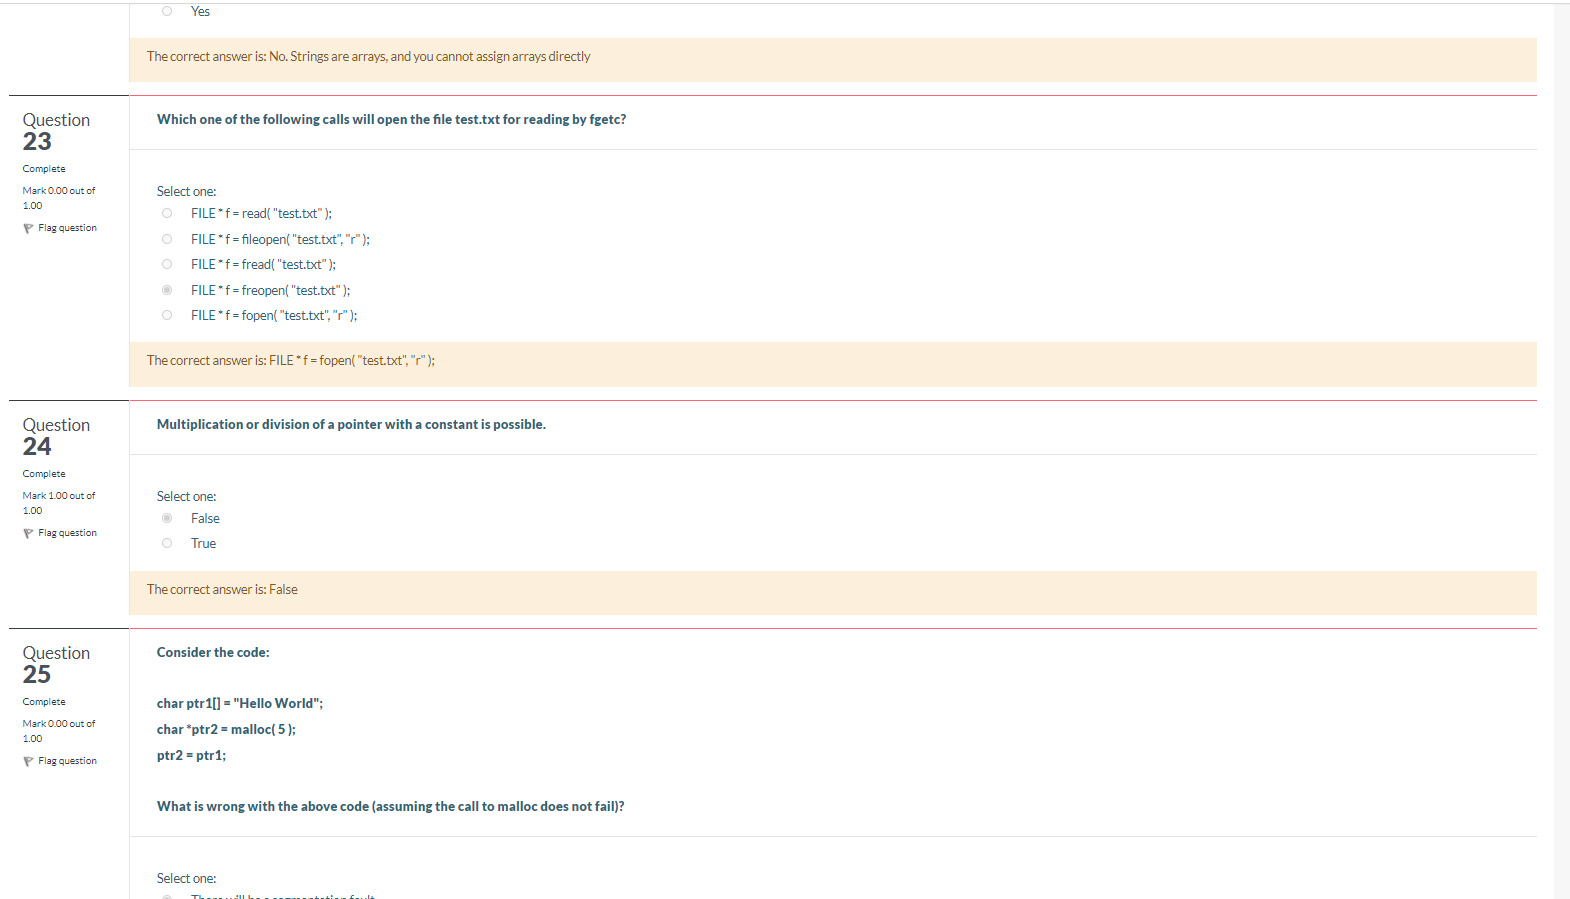 Yes
The correct answer is: No. Strings are arrays, and you cannot assign arrays directly
Question
23
Complete
Mark 0.00 out of
1.00
Flag question
Which one of the following calls will open the file test.txt for reading by fgetc?
Select one:
FILE * f = read( "test.txt" );
FILE * f = fileopen( "test.txt", "r" );
FILE * f = fread( "test.txt" );
FILE * f = freopen( "test.txt" );
FILE * f = fopen( "test.txt", "r" );
The correct answer is: FILE * f = fopen( "test.txt", "r" );
Question
24
Complete
Mark 1.00 out of
1.00
Flag question
Multiplication or division of a pointer with a constant is possible.
Select one:
False
True
The correct answer is: False
Question
25
Complete
Mark 0.00 out of
1.00
Flag question
Consider the code:
char ptr1[] = "Hello World";
char *ptr2 = malloc( 5 );
ptr2 = ptr1;
What is wrong with the above code (assuming the call to malloc does not fail)?
Select one:
There will be a segmentation fault